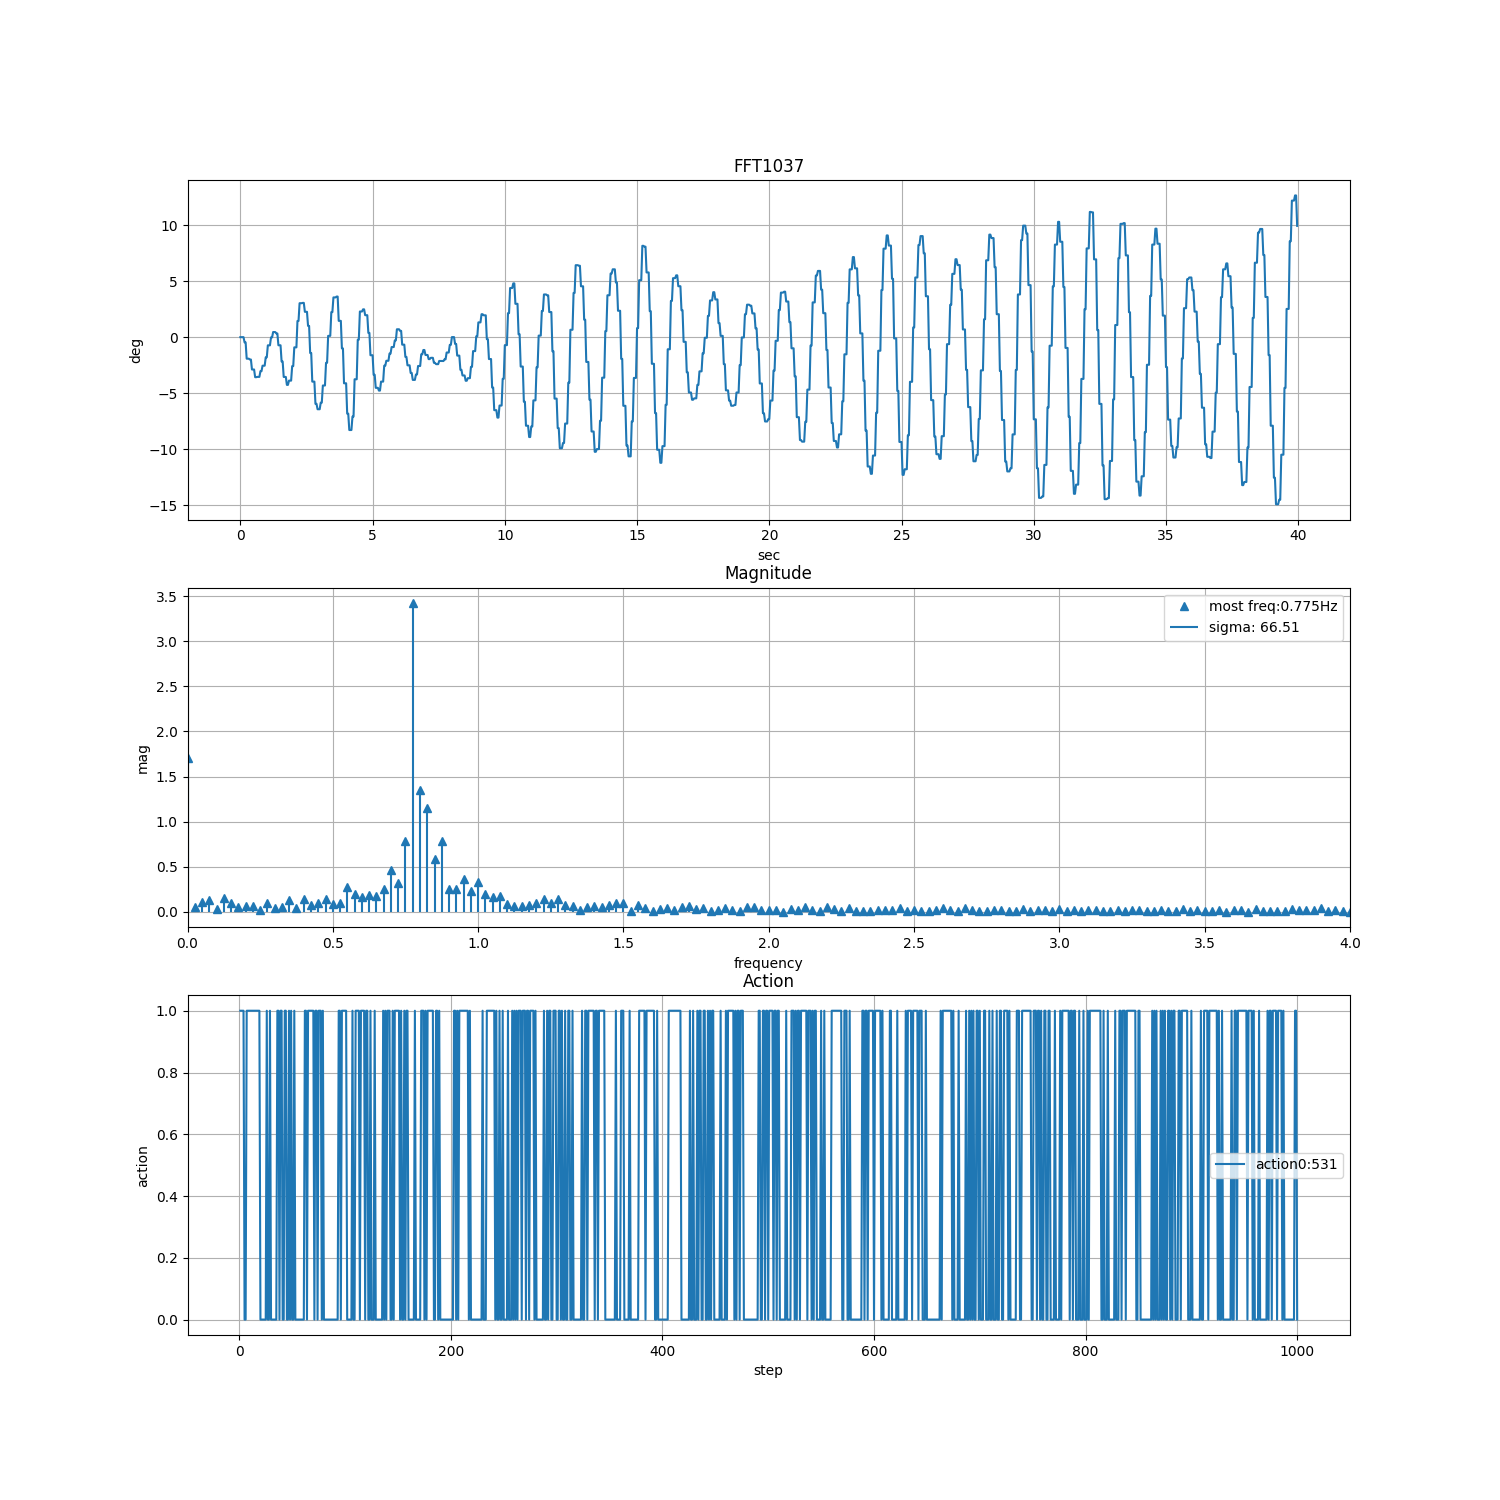 FFT1037
10
5
0
−5
−10
−15
deg
0 5 10 15 20 25 30 35 40
sec
Magnitude
3.5
3.0
2.5
2.0
1.5
1.0
0.5
0.0
mag
most freq:0.775Hz
sigma: 66.51
0.0 0.5 1.0 1.5 2.0 2.5 3.0 3.5 4.0
frequency
Action
1.0
0.8
0.6
0.4
0.2
0.0
action
action0:531
0 200 400 600 800 1000
step